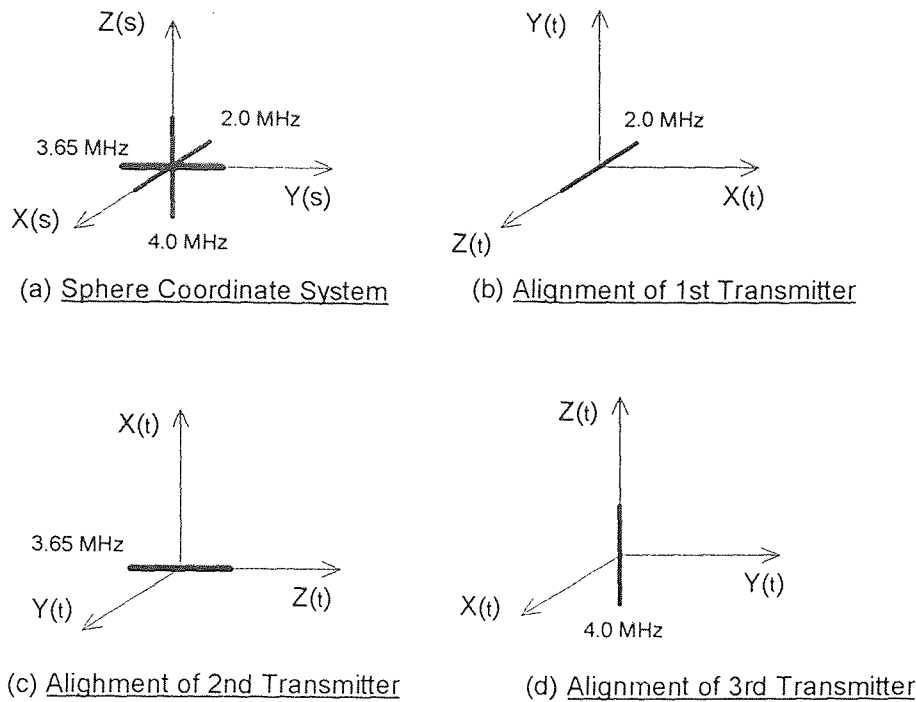 Z(s)
2.0 MHz
3.65 MHz
Y(s)
X(s)
4.0 MHz
(a) Sphere Coordinate System
Y(t)
2.0 MHz
X(t)
Z(t)
(b) Alignment of 1st Transmitter
X(t)
3.65 MHz
Z(t)
Y(t)
(c) Alighment of 2nd Transmitter
Z(t)
Y(t)
X(t)
4.0 MHz
(d) Alignment of 3rd Transmitter